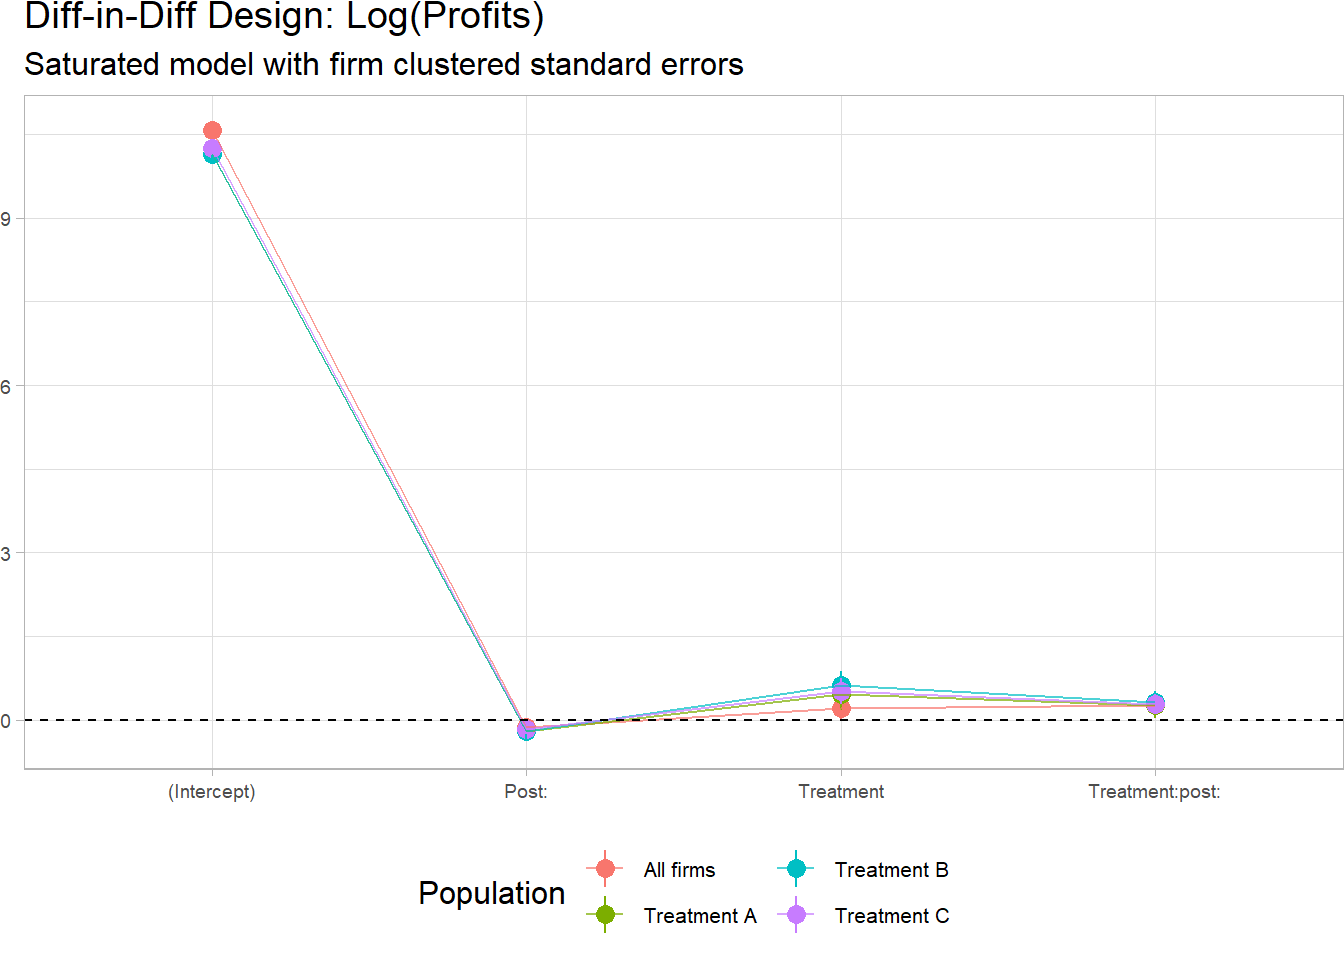 Diff-in-Diff Design: Log(Profits)
Saturated model with firm clustered standard errors
9
6
3
0
(Intercept) Post: Treatment Treatment:post:
Population
All firms Treatment B
Treatment A Treatment C